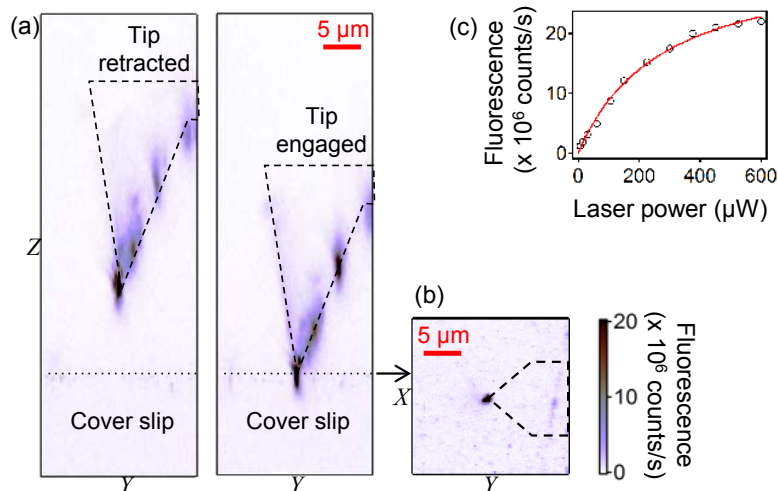 (a)
Tip
retracted
5 µm
Tip
engaged
Z
Cover slip
Cover slip
Y
Y
(c)
Fluorescence
(x 10⁶ counts/s)
20
10
0
0
200
400
600
Laser power (µW)
(b)
5 µm
X
Y
20
10
0
Fluorescence
(x 10⁶ counts/s)